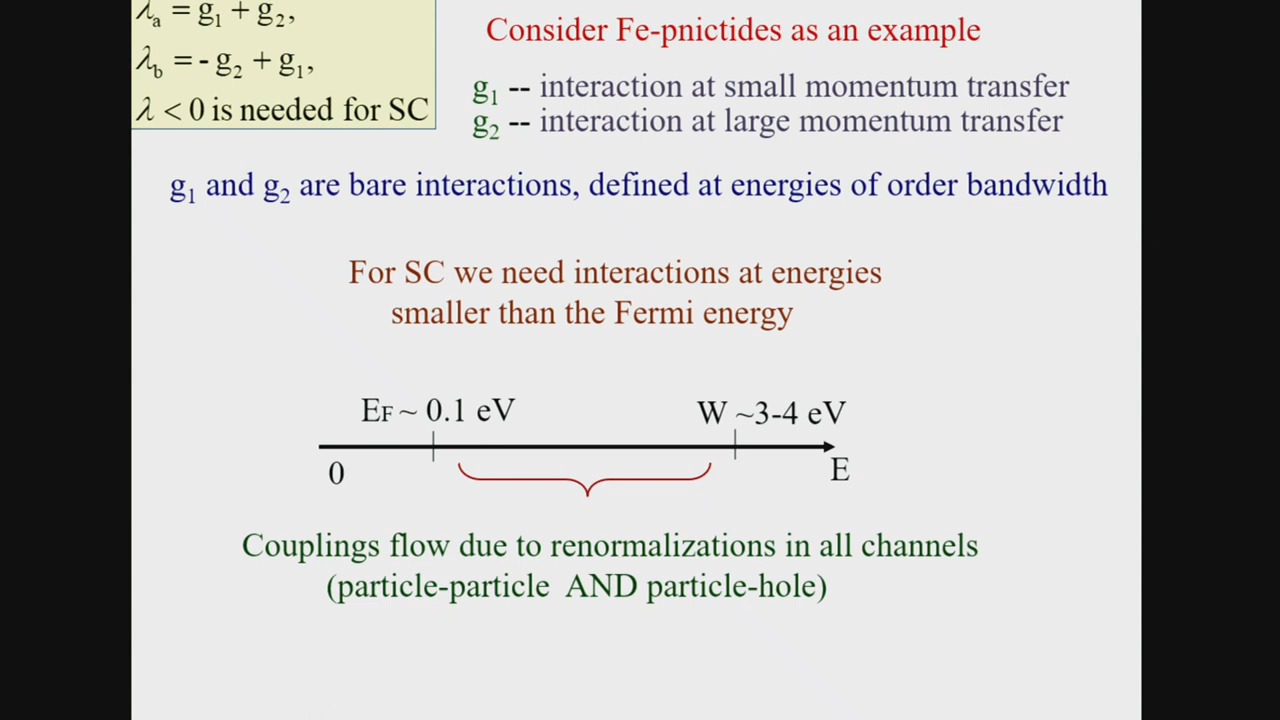 λa = g1 + g2,
λb = - g2 + g1,
λ < 0 is needed for SC
Consider Fe-pnictides as an example
g1 -- interaction at small momentum transfer
g2 -- interaction at large momentum transfer
g1 and g2 are bare interactions, defined at energies of order bandwidth
For SC we need interactions at energies
smaller than the Fermi energy
EF ~ 0.1 eV
W ~3-4 eV
0
E
Couplings flow due to renormalizations in all channels
(particle-particle AND particle-hole)